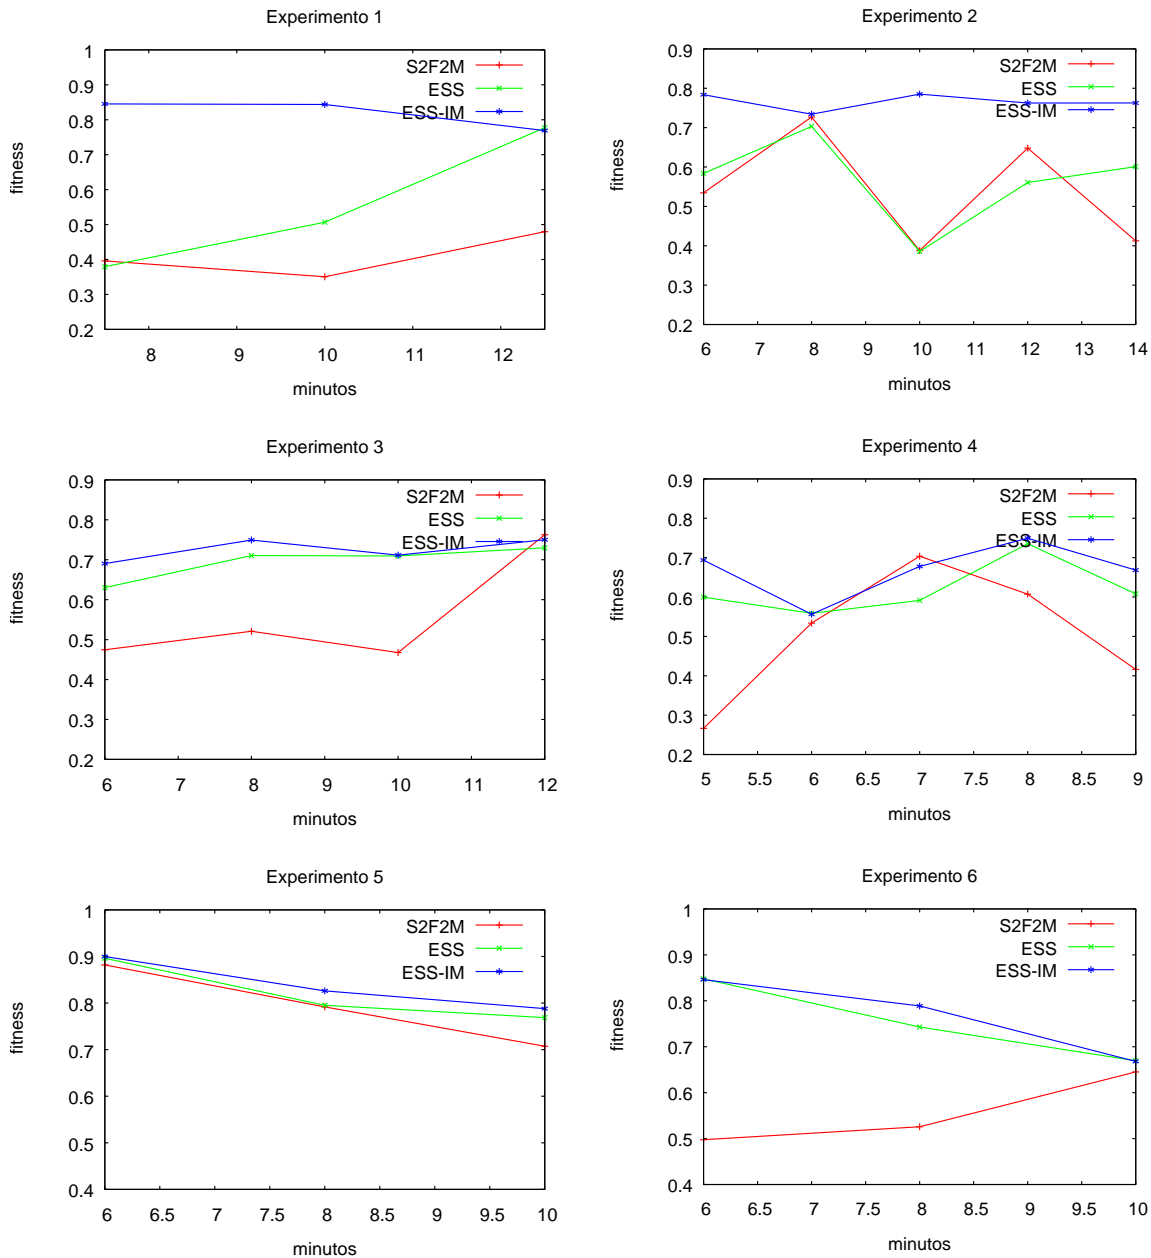 Experimento 1
1
0.9
0.8
0.7
0.6
0.5
0.4
0.3
0.2
fitness
S2F2M
ESS
ESS-IM
8 9 10 11 12
minutos
Experimento 2
0.9
0.8
0.7
0.6
0.5
0.4
0.3
0.2
fitness
S2F2M
ESS
ESS-IM
6 7 8 9 10 11 12 13 14
minutos
Experimento 3
0.9
0.8
0.7
0.6
0.5
0.4
0.3
0.2
fitness
S2F2M
ESS
ESS-IM
6 7 8 9 10 11 12
minutos
Experimento 4
0.9
0.8
0.7
0.6
0.5
0.4
0.3
0.2
fitness
S2F2M
ESS
ESS-IM
5 5.5 6 6.5 7 7.5 8 8.5 9
minutos
Experimento 5
1
0.9
0.8
0.7
0.6
0.5
0.4
fitness
S2F2M
ESS
ESS-IM
6 6.5 7 7.5 8 8.5 9 9.5 10
minutos
Experimento 6
1
0.9
0.8
0.7
0.6
0.5
0.4
fitness
S2F2M
ESS
ESS-IM
6 6.5 7 7.5 8 8.5 9 9.5 10
minutos